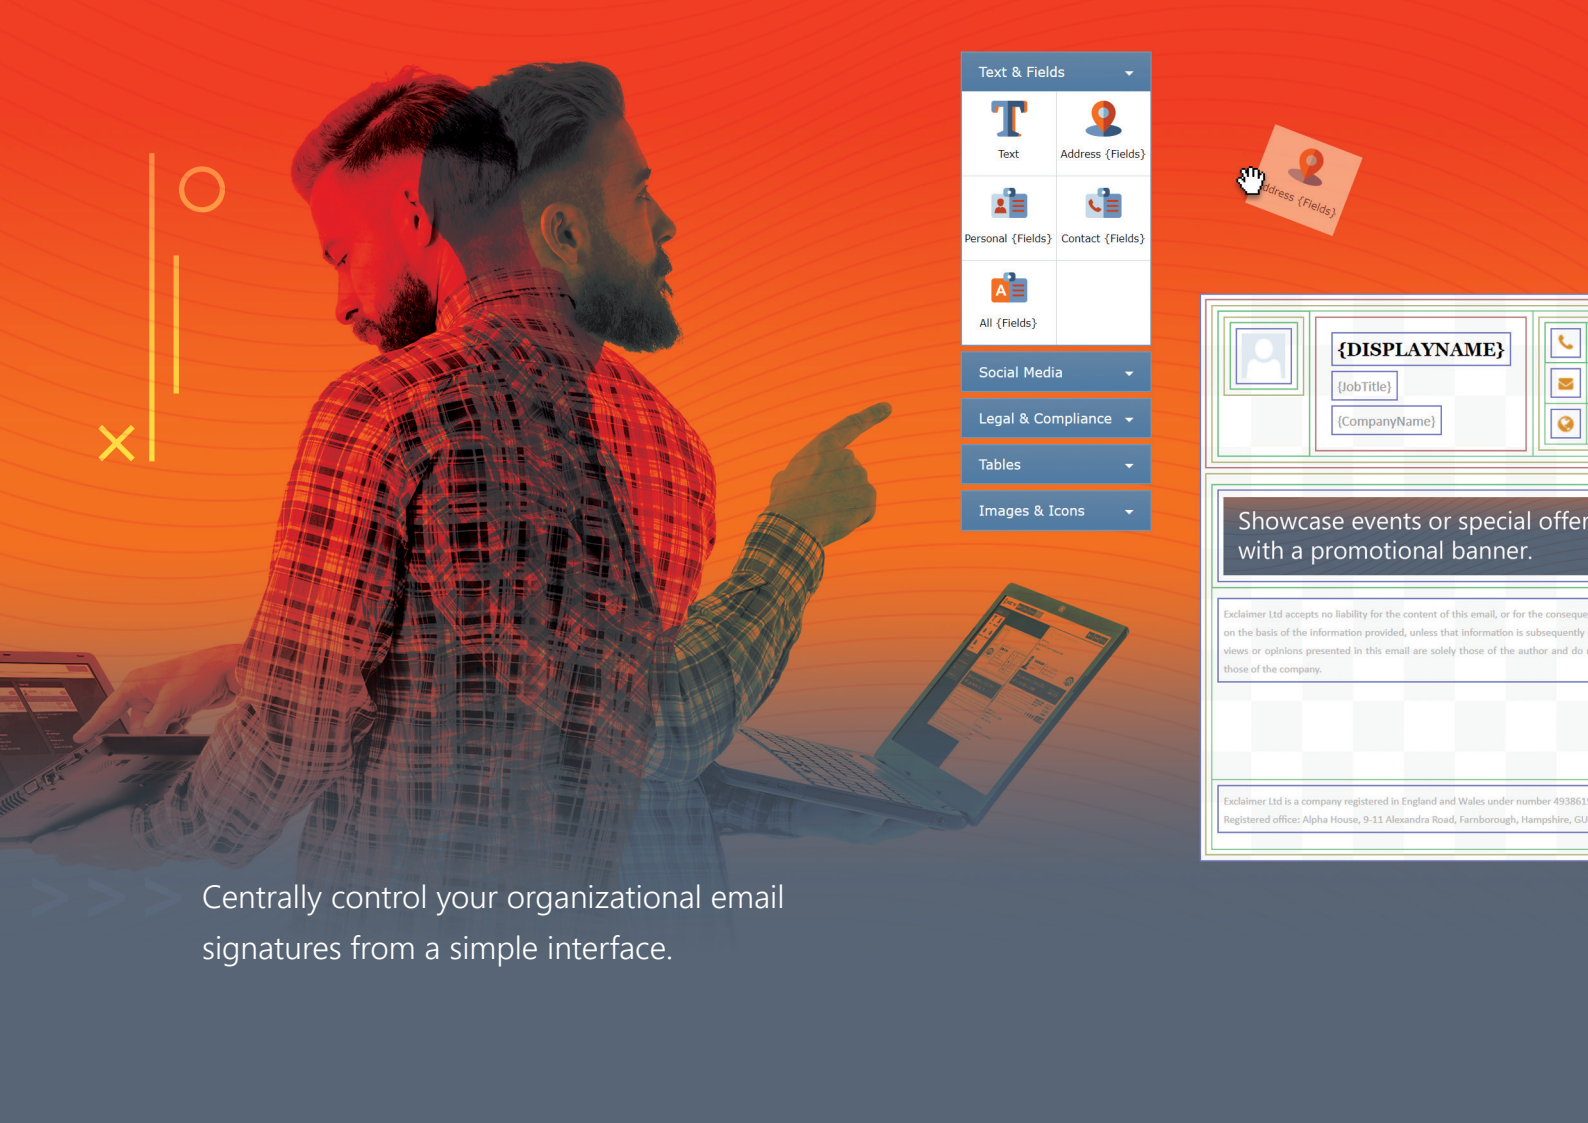 Text & Fields
Text
Address {Fields}
Personal {Fields}
Contact {Fields}
All {Fields}
Social Media
Legal & Compliance
Tables
Images & Icons
ddress {Fields}
{DISPLAYNAME}
{JobTitle}
{CompanyName}
Showcase events or special offer
with a promotional banner.
Exclaimer Ltd accepts no liability for the content of this email, or for the conseque
on the basis of the information provided, unless that information is subsequently
views or opinions presented in this email are solely those of the author and do
those of the company.
Exclaimer Ltd is a company registered in England and Wales under number 493861
Registered office: Alpha House, 9-11 Alexandra Road, Farnborough, Hampshire, GU
Centrally control your organizational email
signatures from a simple interface.